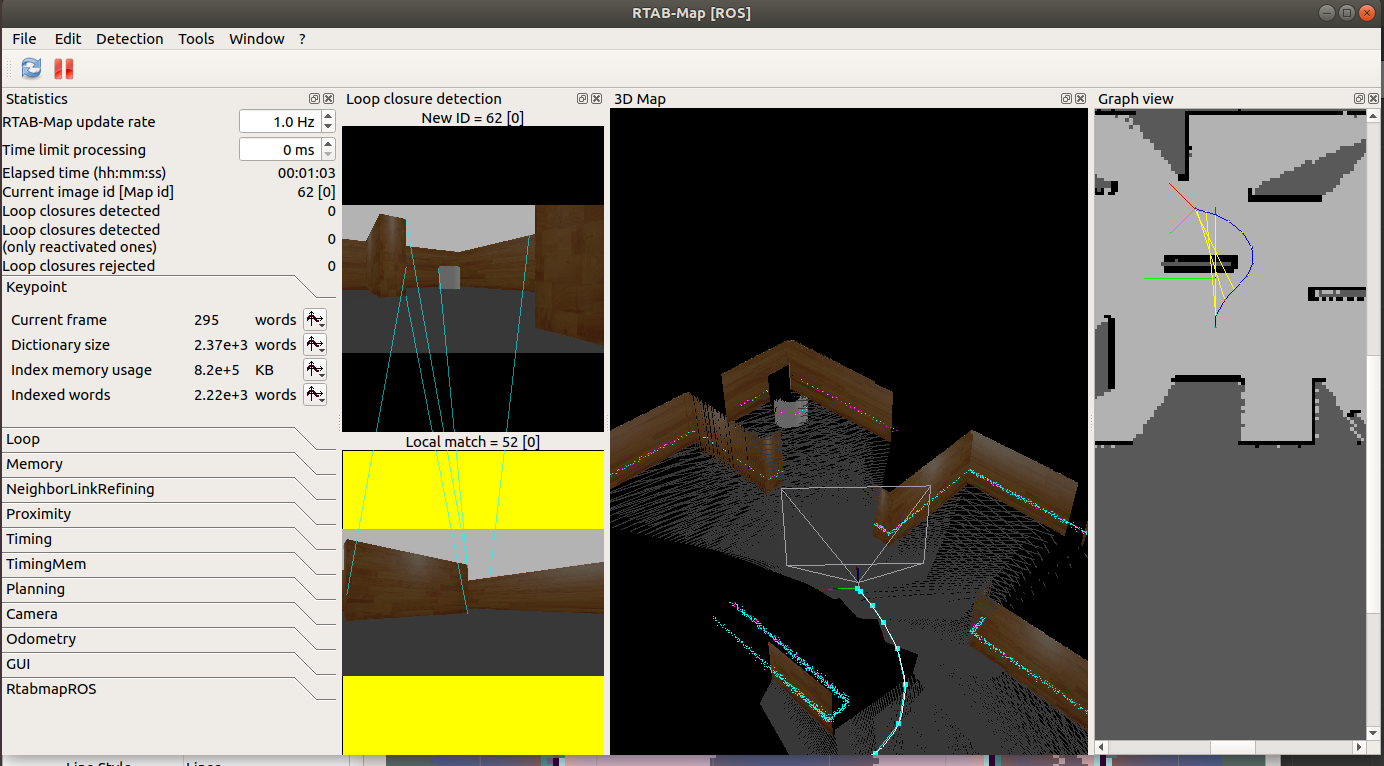 RTAB-Map [ROS]
File Edit Detection Tools Window ?
Statistics
RTAB-Map update rate 1.0 Hz
Time limit processing 0 ms
Elapsed time (hh:mm:ss) 00:01:03
Current image id [Map id] 62 [0]
Loop closures detected 0
Loop closures detected
(only reactivated ones) 0
Loop closures rejected 0
Keypoint
Current frame 295 words
Dictionary size 2.37e+3 words
Index memory usage 8.2e+5 KB
Indexed words 2.22e+3 words
Loop
Memory
NeighborLinkRefining
Proximity
Timing
TimingMem
Planning
Camera
Odometry
GUI
RtabmapROS
Loop closure detection
New ID = 62 [0]
Local match = 52 [0]
3D Map
Graph view
Line Style Lines